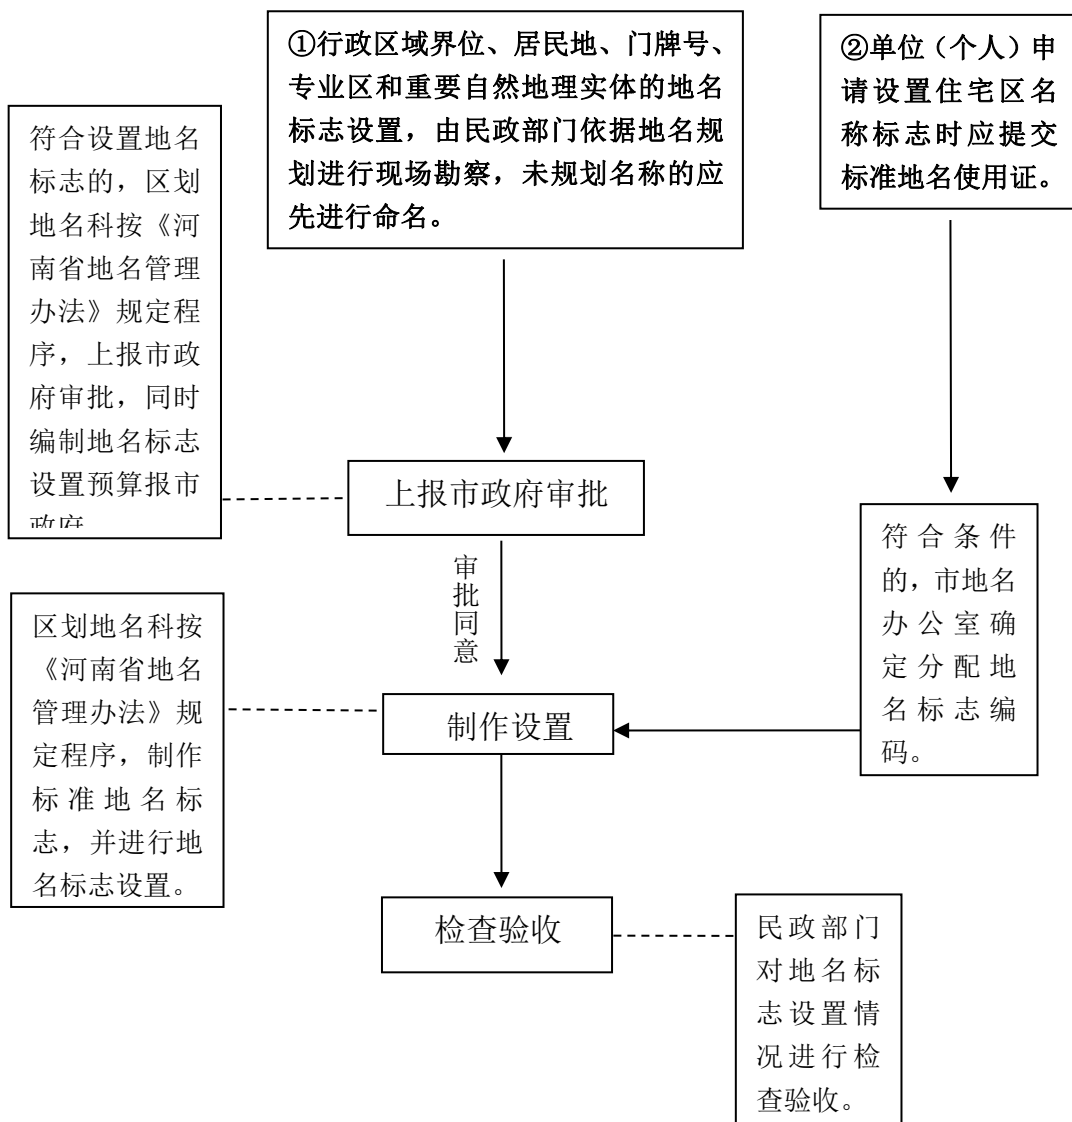 ①行政区域界位、居民地、门牌号、
专业区和重要自然地理实体的地名
标志设置，由民政部门依据地名规
划进行现场勘察，未规划名称的应
先进行命名。
②单位（个人）申
请设置住宅区名
称标志时应提交
标准地名使用证。
符合设置地名
标志的，区划
地名科按《河
南省地名管理
办法》规定程
序，上报市政
府审批，同时
编制地名标志
设置预算报市
政府
上报市政府审批
审批同意
符合条件
的，市地名
办公室确
定分配地
名标志编
码。
区划地名科按
《河南省地名
管理办法》规
定程序，制作
标准地名标
志，并进行地
名标志设置。
制作设置
检查验收
民政部门
对地名标
志设置情
况进行检
查验收。